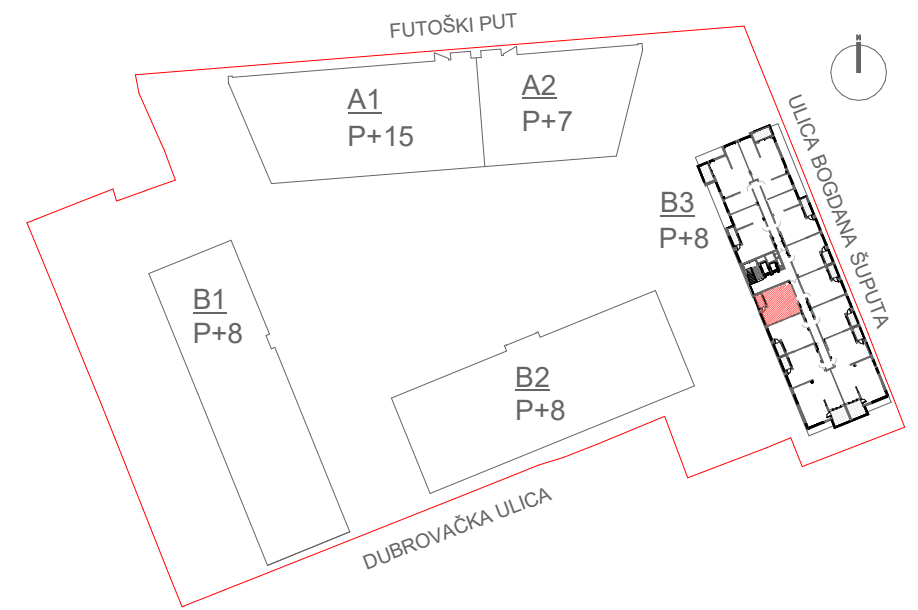 FUTOŠKI PUT
N
A1
P+15
A2
P+7
ULICA BOGDANA ŠUPUTA
B3
P+8
B1
P+8
B2
P+8
DUBROVAČKA ULICA